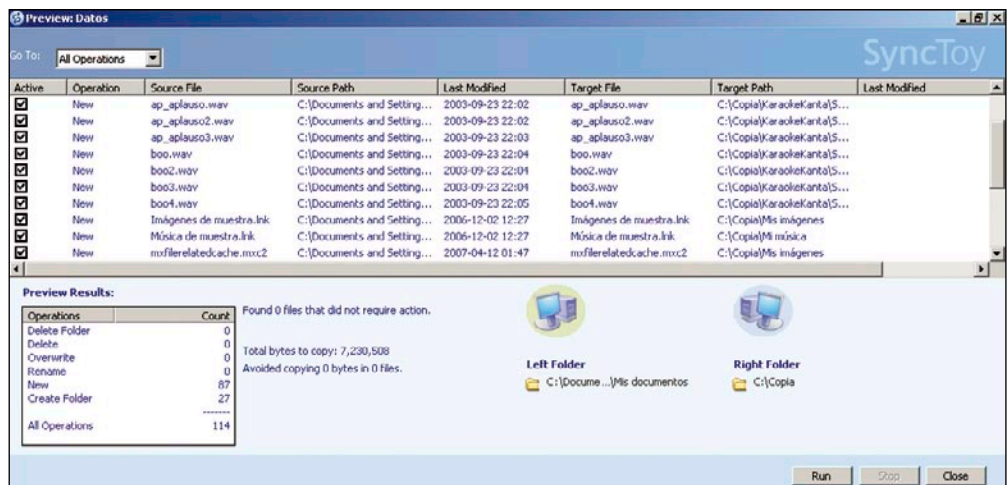 Preview: Datos
Go To: All Operations
SyncToy
Active Operation Source File Source Path Last Modified Target File Target Path Last Modified
New ap_aplauso.wav C:\Documents and Setting... 2003-09-23 22:02 ap_aplauso.wav C:\Copia\KaraokeKanta\S...
New ap_aplauso2.wav C:\Documents and Setting... 2003-09-23 22:02 ap_aplauso2.wav C:\Copia\KaraokeKanta\S...
New ap_aplauso3.wav C:\Documents and Setting... 2003-09-23 22:03 ap_aplauso3.wav C:\Copia\KaraokeKanta\S...
New boo.wav C:\Documents and Setting... 2003-09-23 22:04 boo.wav C:\Copia\KaraokeKanta\S...
New boo2.wav C:\Documents and Setting... 2003-09-23 22:04 boo2.wav C:\Copia\KaraokeKanta\S...
New boo3.wav C:\Documents and Setting... 2003-09-23 22:04 boo3.wav C:\Copia\KaraokeKanta\S...
New boo4.wav C:\Documents and Setting... 2003-09-23 22:05 boo4.wav C:\Copia\KaraokeKanta\S...
New Imágenes de muestra.lnk C:\Documents and Setting... 2006-12-02 12:27 Imágenes de muestra.lnk C:\Copia\Mis imágenes
New Música de muestra.lnk C:\Documents and Setting... 2006-12-02 12:27 Música de muestra.lnk C:\Copia\Mi música
New mxfilerelatedcache.mxc2 C:\Documents and Setting... 2007-04-12 01:47 mxfilerelatedcache.mxc2 C:\Copia\Mis imágenes
Preview Results:
Operations Count
Delete Folder 0
Delete 0
Overwrite 0
Rename 0
New 87
Create Folder 27
-------
All Operations 114
Found 0 files that did not require action.
Total bytes to copy: 7,230,508
Avoided copying 0 bytes in 0 files.
Left Folder
C:\Docume ...\Mis documentos
Right Folder
C:\Copia
Run Stop Close